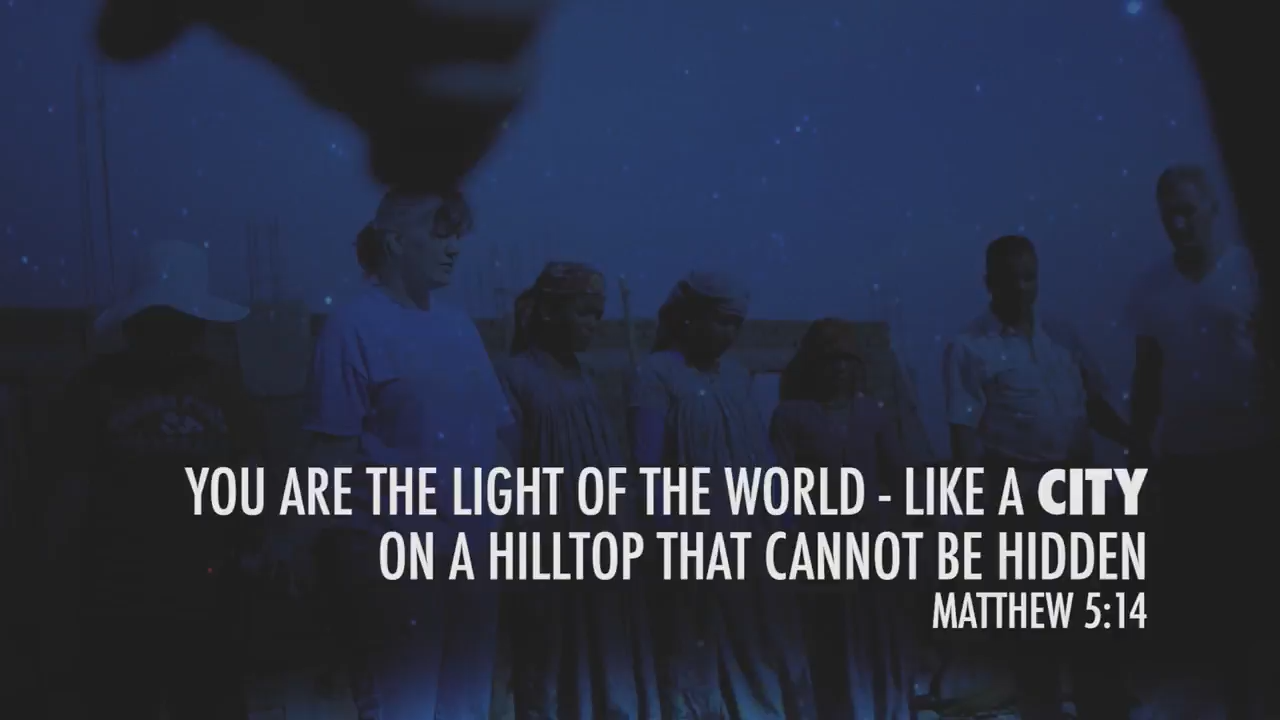 YOU ARE THE LIGHT OF THE WORLD - LIKE A CITY
ON A HILLTOP THAT CANNOT BE HIDDEN
MATTHEW 5:14